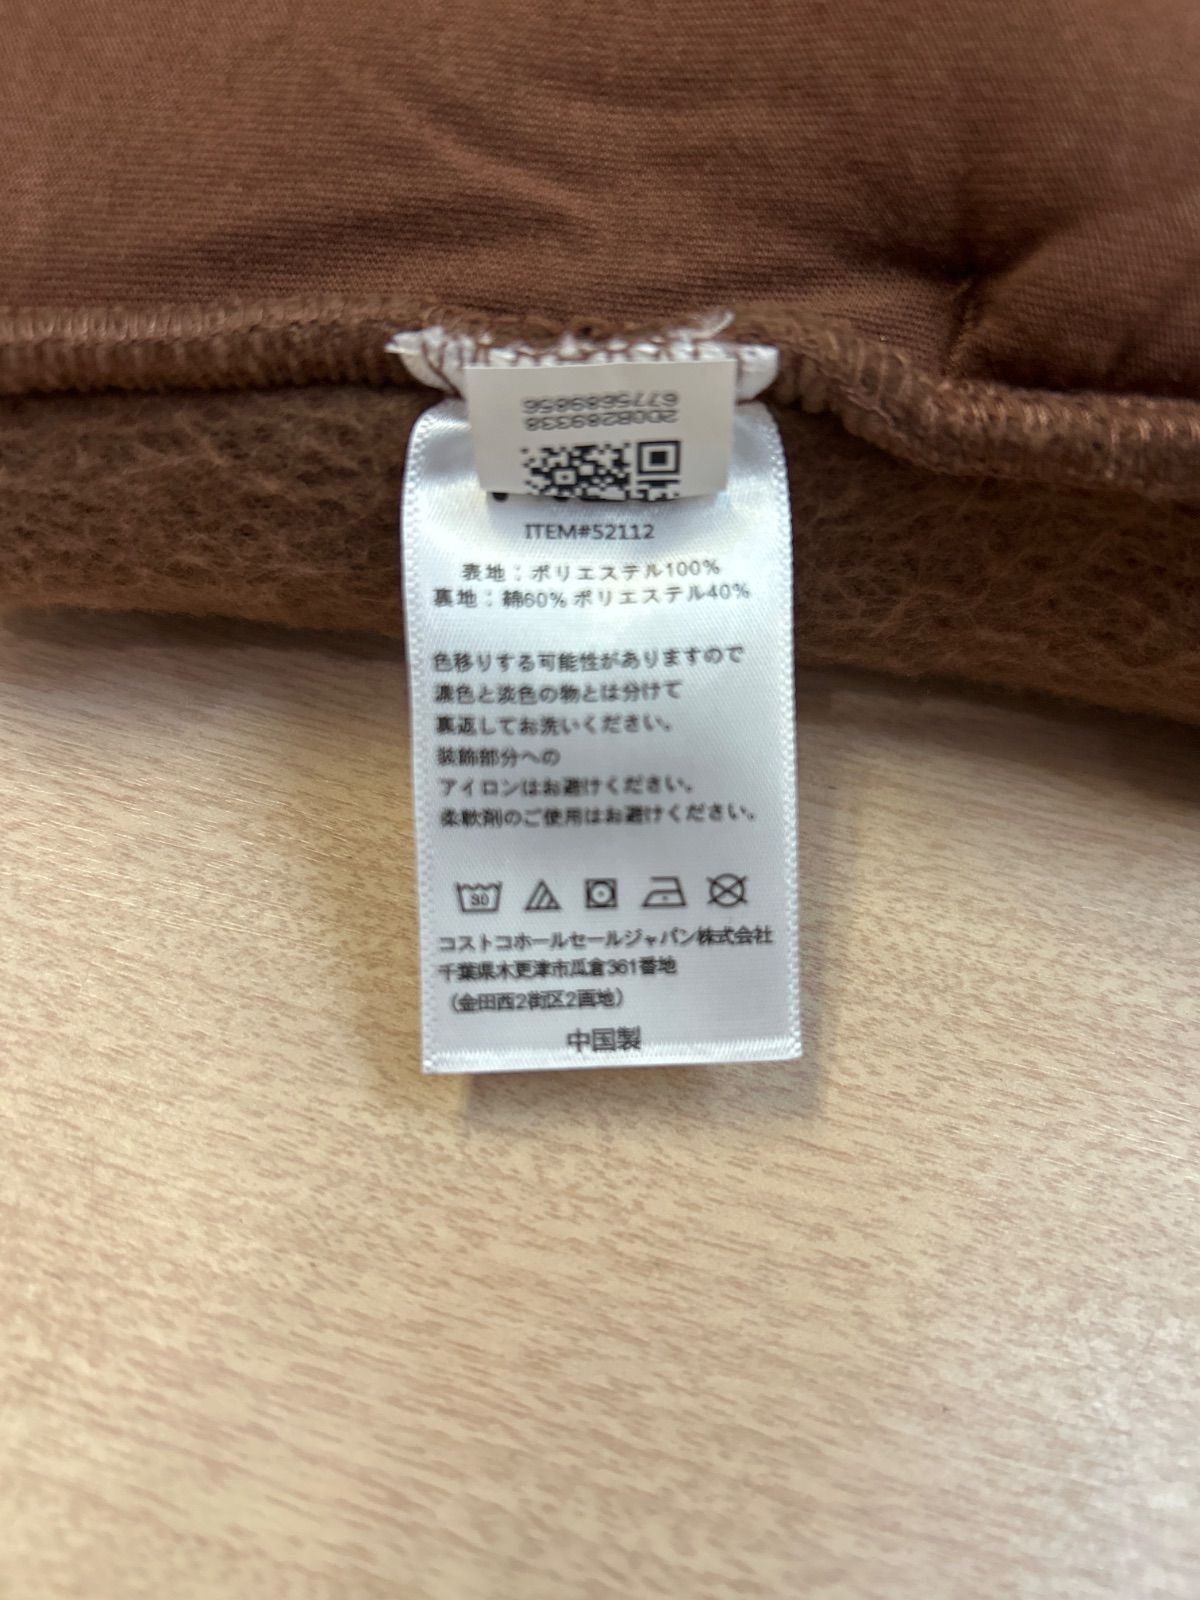 2D0B289338
6775689856
ITEM#52112
表地：ポリエステル100%
裏地：綿60% ポリエステル40%
色移りする可能性がありますので
濃色と淡色の物とは分けて
裏返してお洗いください。
装飾部分への
アイロンはお避けください。
柔軟剤のご使用はお避けください。
30
コストコホールセールジャパン株式会社
千葉県木更津市瓜倉361番地
（金田西2街区2画地）
中国製